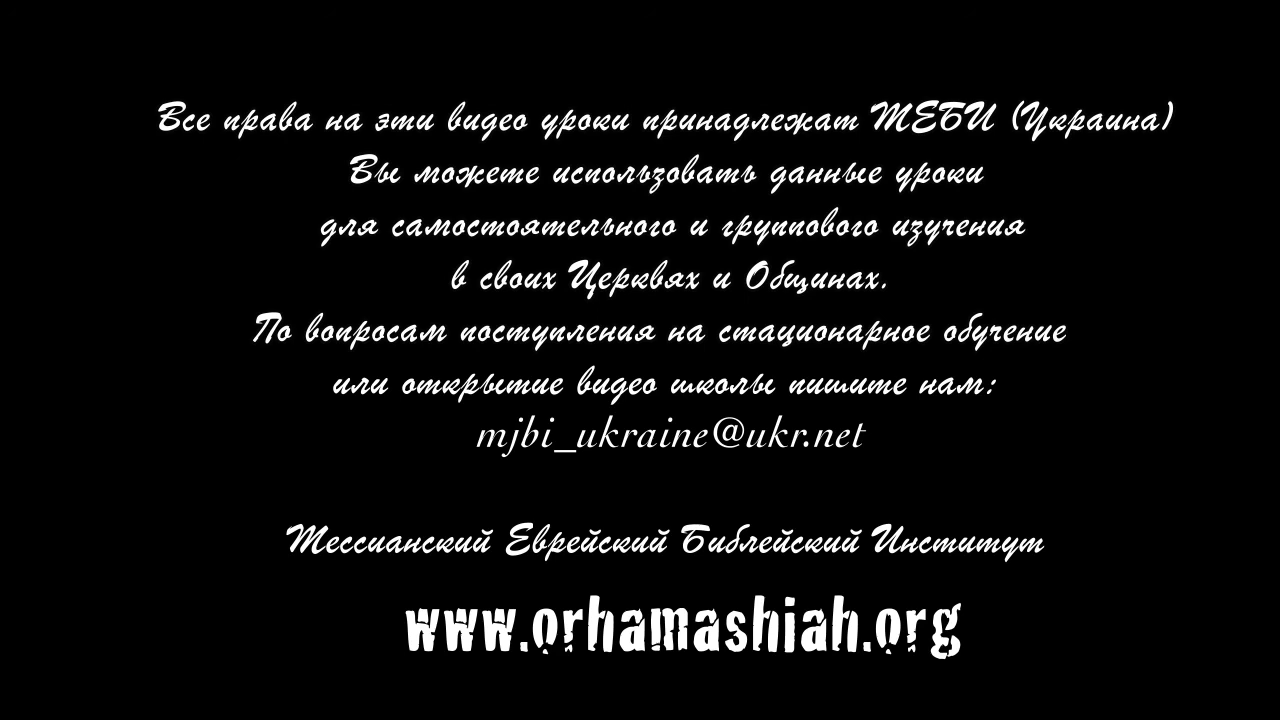 Все права на эти видео уроки принадлежат МЕБИ (Украина)
Вы можете использовать данные уроки
для самостоятельного и группового изучения
в своих Церквях и Общинах.
По вопросам поступления на стационарное обучение
или открытие видео школы пишите нам:
mjbi_ukraine@ukr.net
Мессианский Еврейский Библейский Институт
www.orhamashiah.org